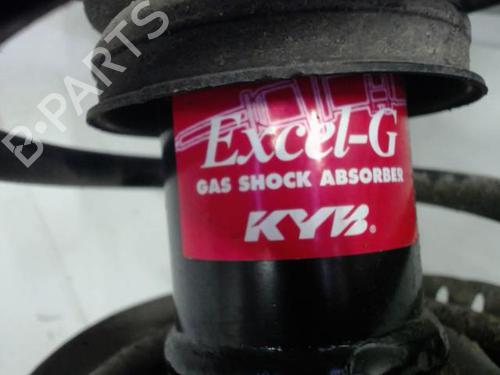 B-PARTS
Excel-G
GAS SHOCK ABSORBER
KYB®